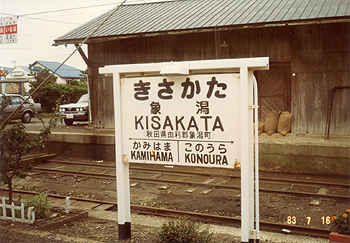 きさかた
象潟
KISAKATA
秋田県由利郡象潟町
かみはま このうら
KAMIHAMA KONOURA
83 7 16